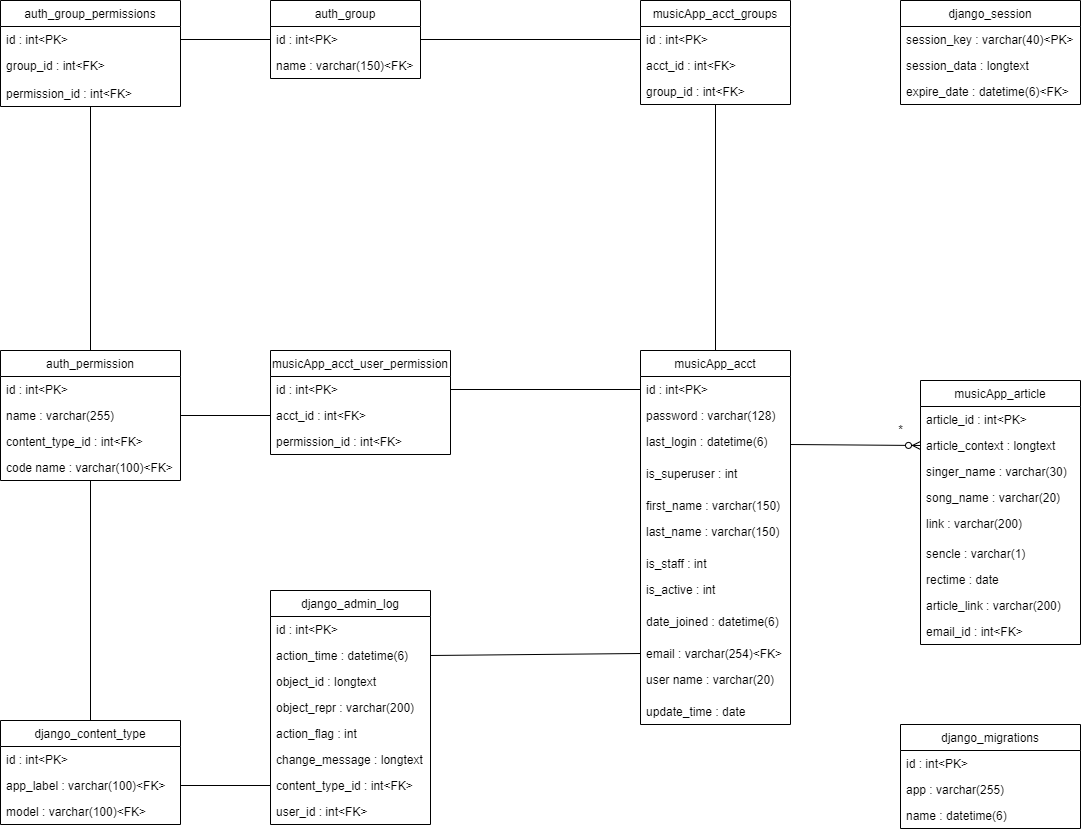 auth_group_permissions
id : int<PK>
group_id : int<FK>
permission_id : int<FK>
auth_group
id : int<PK>
name : varchar(150)<FK>
musicApp_acct_groups
id : int<PK>
acct_id : int<FK>
group_id : int<FK>
django_session
session_key : varchar(40)<PK>
session_data : longtext
expire_date : datetime(6)<FK>
auth_permission
id : int<PK>
name : varchar(255)
content_type_id : int<FK>
code name : varchar(100)<FK>
musicApp_acct_user_permission
id : int<PK>
acct_id : int<FK>
permission_id : int<FK>
musicApp_acct
id : int<PK>
password : varchar(128)
last_login : datetime(6)
is_superuser : int
first_name : varchar(150)
last_name : varchar(150)
is_staff : int
is_active : int
date_joined : datetime(6)
email : varchar(254)<FK>
user name : varchar(20)
update_time : date
*
musicApp_article
article_id : int<PK>
article_context : longtext
singer_name : varchar(30)
song_name : varchar(20)
link : varchar(200)
sencle : varchar(1)
rectime : date
article_link : varchar(200)
email_id : int<FK>
django_admin_log
id : int<PK>
action_time : datetime(6)
object_id : longtext
object_repr : varchar(200)
action_flag : int
change_message : longtext
content_type_id : int<FK>
user_id : int<FK>
django_content_type
id : int<PK>
app_label : varchar(100)<FK>
model : varchar(100)<FK>
django_migrations
id : int<PK>
app : varchar(255)
name : datetime(6)